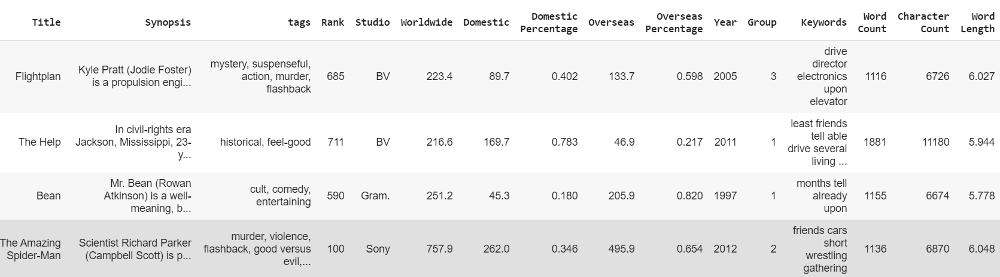 Title Synopsis tags Rank Studio Worldwide Domestic Domestic Percentage Overseas Overseas Percentage Year Group Keywords Word Count Character Count Word Length
Flightplan
Kyle Pratt (Jodie Foster)
is a propulsion engi...
mystery, suspenseful,
action, murder,
flashback
685 BV 223.4 89.7 0.402 133.7 0.598 2005 3
drive
director
electronics
upon
elevator
1116 6726 6.027
The Help
In civil-rights era
Jackson, Mississippi, 23-
y...
historical, feel-good
711 BV 216.6 169.7 0.783 46.9 0.217 2011 1
least friends
tell able
drive several
living ...
1881 11180 5.944
Bean
Mr. Bean (Rowan
Atkinson) is a well-
meaning, b...
cult, comedy,
entertaining
590 Gram. 251.2 45.3 0.180 205.9 0.820 1997 1
months tell
already
upon
1155 6674 5.778
The Amazing
Spider-Man
Scientist Richard Parker
(Campbell Scott) is p...
murder, violence,
flashback, good versus
evil,...
100 Sony 757.9 262.0 0.346 495.9 0.654 2012 2
friends cars
short
wrestling
gathering
1136 6870 6.048